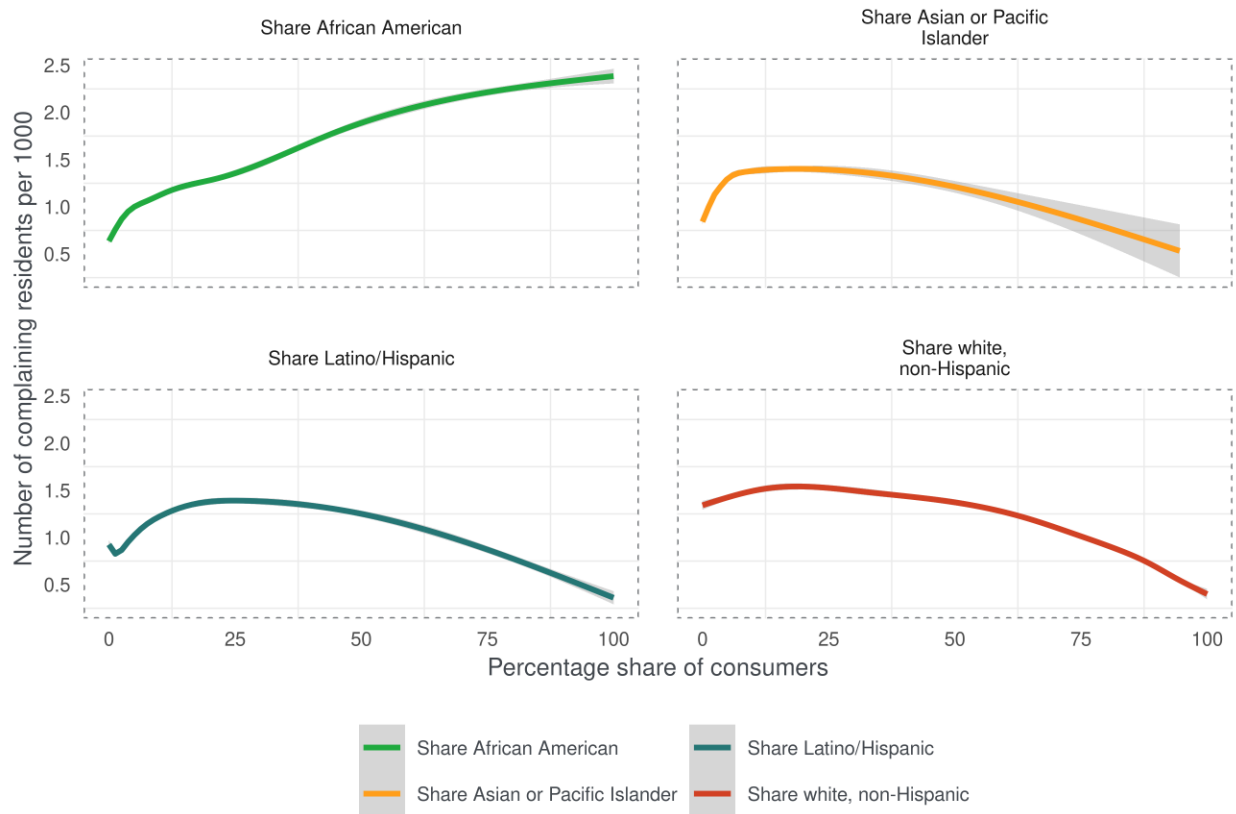 Share African American
Share Asian or Pacific
Islander
2.5
2.0
1.5
1.0
0.5
Number of complaining residents per 1000
Share Latino/Hispanic
Share white,
non-Hispanic
2.5
2.0
1.5
1.0
0.5
0 25 50 75 100
0 25 50 75 100
Percentage share of consumers
Share African American
Share Latino/Hispanic
Share Asian or Pacific Islander
Share white, non-Hispanic